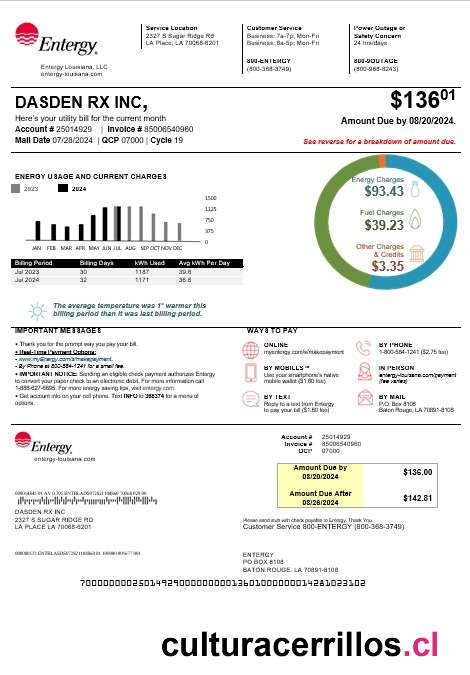 Entergy
Entergy Louisiana, LLC
entergy-louisiana.com
Service Location
2327 S Sugar Ridge Rd
LA Place, LA 70068-6201
Customer Service
Business: 7a-7p; Mon-Fri
Business: 8a-5p; Mon-Fri
800-ENTERGY
(800-368-3749)
Power Outage or
Safety Concern
24 hrs/days
800-9OUTAGE
(800-968-8243)
DASDEN RX INC,
Here's your utility bill for the current month
Account # 25014929 | Invoice # 85006540960
Mail Date 07/28/2024 | QCP 07000 | Cycle 19
$136.01
Amount Due by 08/20/2024.
See reverse for a breakdown of amount due.
ENERGY USAGE AND CURRENT CHARGES
2023 2024
1500
1125
750
375
0
JAN FEB MAR APR MAY JUN JUL AUG SEP OCT NOV DEC
Billing Period Billing Days kWh Used Avg kWh Per Day
Jul 2023 30 1187 39.6
Jul 2024 32 1171 36.6
Energy Charges
$93.43
Fuel Charges
$39.23
Other Charges
& Credits
$3.35
The average temperature was 1° warmer this
billing period then it was last billing period.
IMPORTANT MESSAGES
• Thank you for the prompt way you pay your bill.
• Real-Time Payment Options:
- www.myEnergy.com/s/makepayment.
- By Phone at 800-584-1241 for a small fee.
• IMPORTANT NOTICE: Sending an eligible check payment authorizes Entergy
to convert your paper check to an electronic debit. For more information call
1-888-627-6695. For more energy saving tips, visit entergy.com.
• Get account info on your cell phone. Text INFO to 368374 for a menu of
options.
WAYS TO PAY
ONLINE
myentergy.com/s/makepayment
BY MOBILLS™
Use your smartphone's native
mobile wallet ($1.60 fee)
BY TEXT
Reply to a text from Entergy
to pay your bill ($1.60 fee)
BY PHONE
1-800-584-1241 ($2.75 fee)
IN PERSON
entergy-louisiana.com/payment
(fee varies)
BY MAIL
P.O. Box 8108
Baton Rouge, LA 70891-8108
Entergy
entergy-louisiana.com
Account # 25014929
Invoice # 85006540960
QCP 07000
Amount Due by
08/20/2024
$136.00
Amount Due After
08/26/2024
$142.81
DASDEN RX INC
2327 S SUGAR RIDGE RD
LA PLACE LA 70068-6201
Please send stub with check payable to Entergy. Thank You.
Customer Service 800-ENTERGY (800-368-3749)
ENTERGY
PO BOX 8108
BATON ROUGE, LA 70891-8108
culturacerrillos.cl